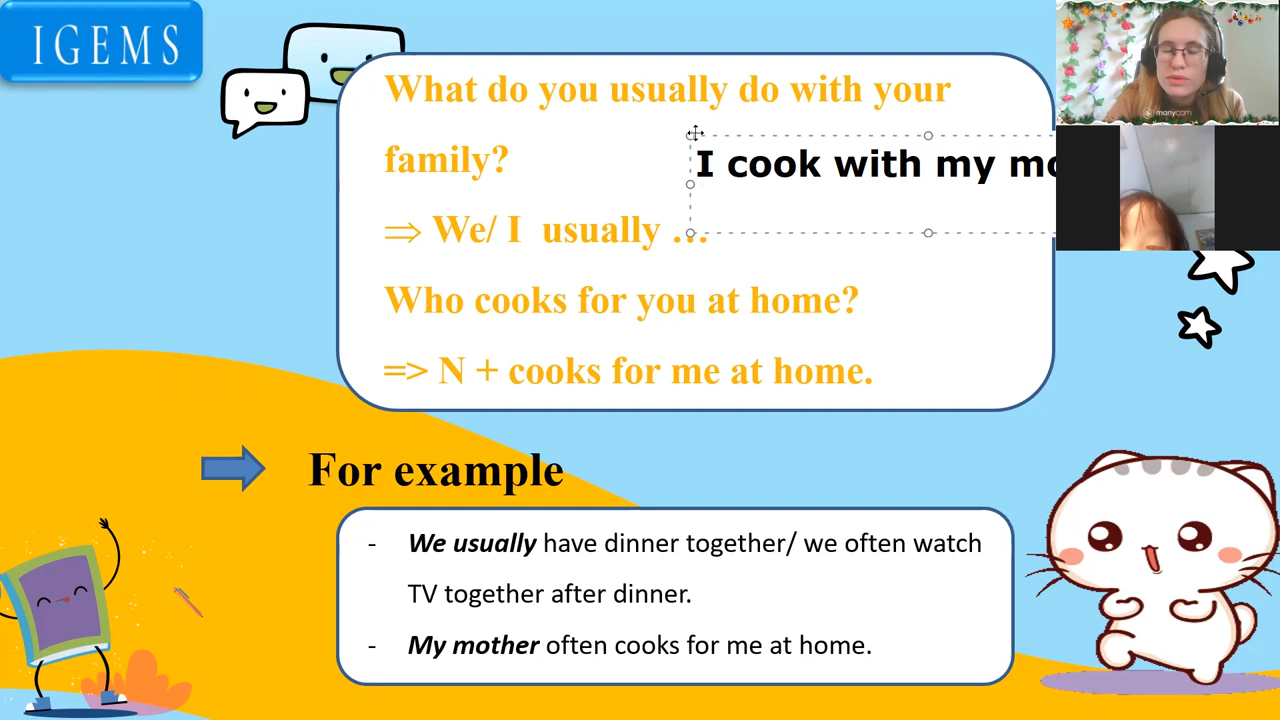 IGEMS
What do you usually do with your
family?
I cook with my mo
⇒ We/ I usually …
Who cooks for you at home?
=> N + cooks for me at home.
For example
- We usually have dinner together/ we often watch
TV together after dinner.
- My mother often cooks for me at home.
manycam